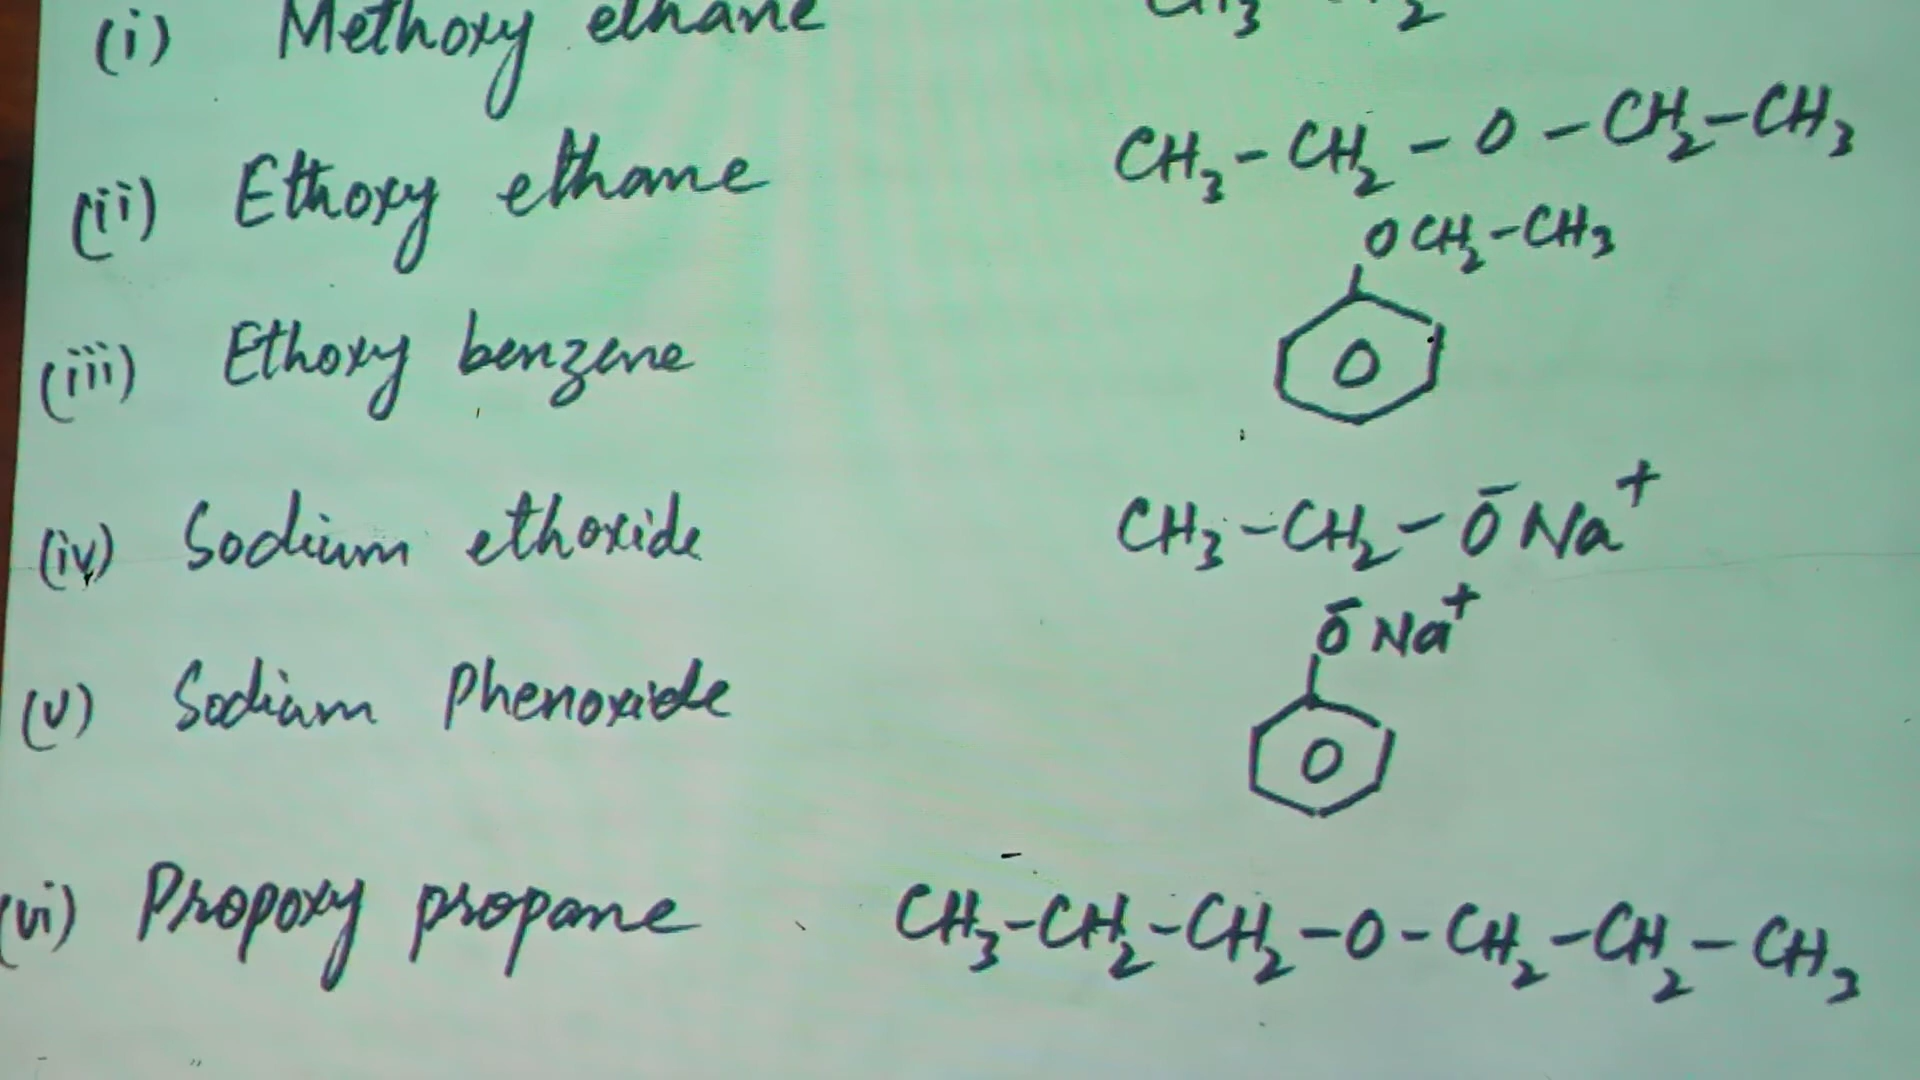 (i) Methoxy ethane
(ii) Ethoxy ethane CH3-CH2-O-CH2-CH3
(iii) Ethoxy benzene OCH2-CH3
(iv) Sodium ethoxide CH3-CH2-ŌNa+
(v) Sodium Phenoxide ŌNa+
(vi) Propoxy propane CH3-CH2-CH2-O-CH2-CH2-CH3